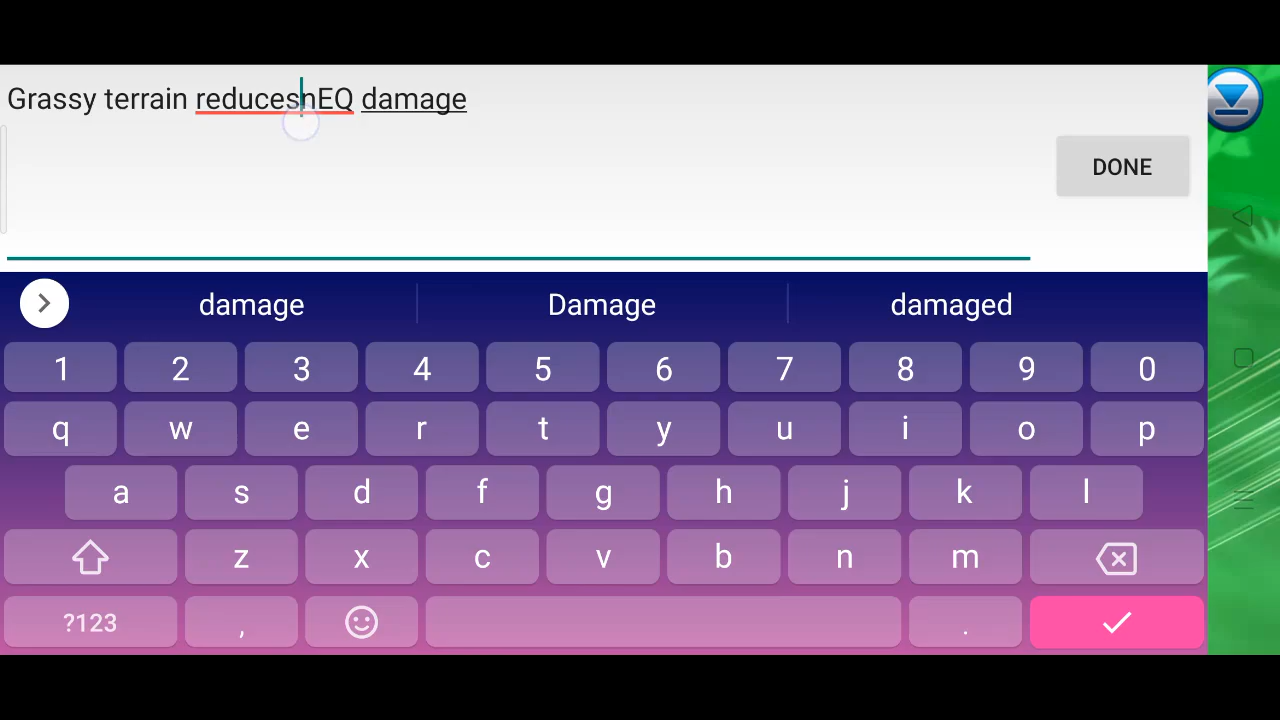 Grassy terrain reducesnEQ damage
DONE
damage Damage damaged
1 2 3 4 5 6 7 8 9 0
q w e r t y u i o p
a s d f g h j k l
z x c v b n m
?123 , .